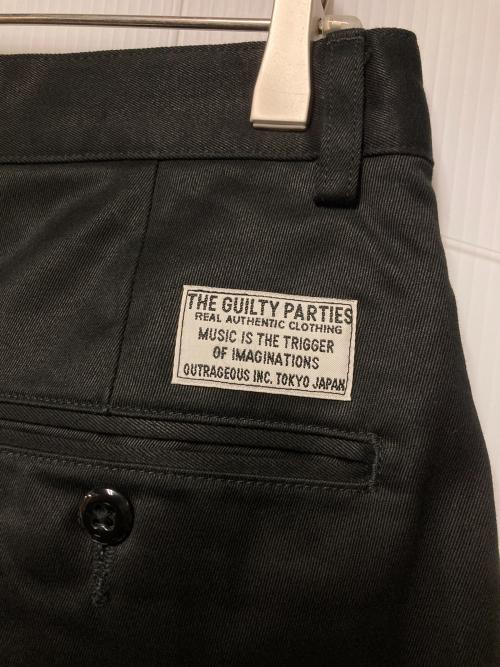 THE GUILTY PARTIES
REAL AUTHENTIC CLOTHING
MUSIC IS THE TRIGGER
OF IMAGINATIONS
OUTRAGEOUS INC. TOKYO JAPAN